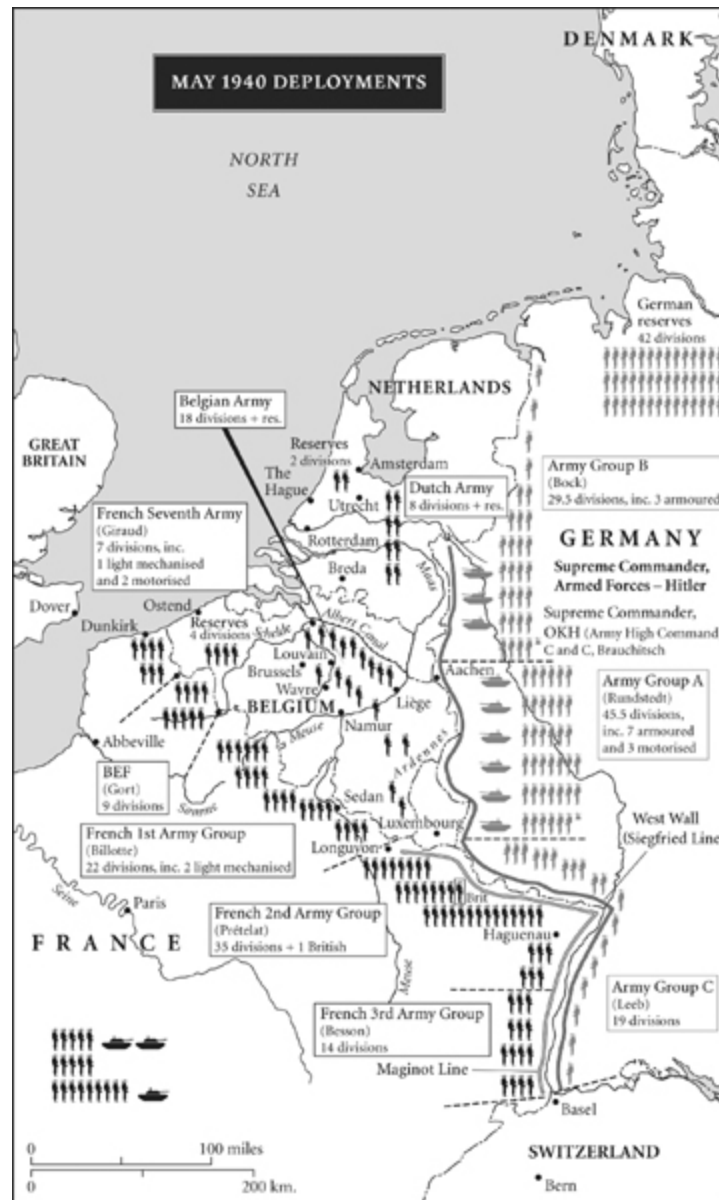 DENMARK
MAY 1940 DEPLOYMENTS
NORTH
SEA
German
reserves
42 divisions
NETHERLANDS
Belgian Army
18 divisions + res.
GREAT
BRITAIN
Reserves
2 divisions
Amsterdam
The
Hague
Utrecht
Dutch Army
8 divisions + res.
Army Group B
(Bock)
29.5 divisions, inc. 3 armoured
French Seventh Army
(Giraud)
7 divisions, inc.
1 light mechanised
and 2 motorised
Rotterdam
Breda
Maas
GERMANY
Supreme Commander,
Armed Forces – Hitler
Supreme Commander,
OKH (Army High Command
C and C, Brauchitsch
Dover
Ostend
Dunkirk
Reserves
4 divisions
Schelde
Albert Canal
Louvain
Brussels
Wavre
BELGIUM
Aachen
Liège
Namur
Army Group A
(Rundstedt)
45.5 divisions,
inc. 7 armoured
and 3 motorised
Abbeville
Meuse
Ardennes
BEF
(Gort)
9 divisions
Somme
Sedan
Luxembourg
West Wall
(Siegfried Line
French 1st Army Group
(Billotte)
22 divisions, inc. 2 light mechanised
Longuyon
Seine
Paris
Brit
FRANCE
French 2nd Army Group
(Prételat)
35 divisions + 1 British
Haguenau
Meuse
French 3rd Army Group
(Besson)
14 divisions
Army Group C
(Leeb)
19 divisions
Maginot Line
Basel
SWITZERLAND
Bern
0 100 miles
0 200 km.